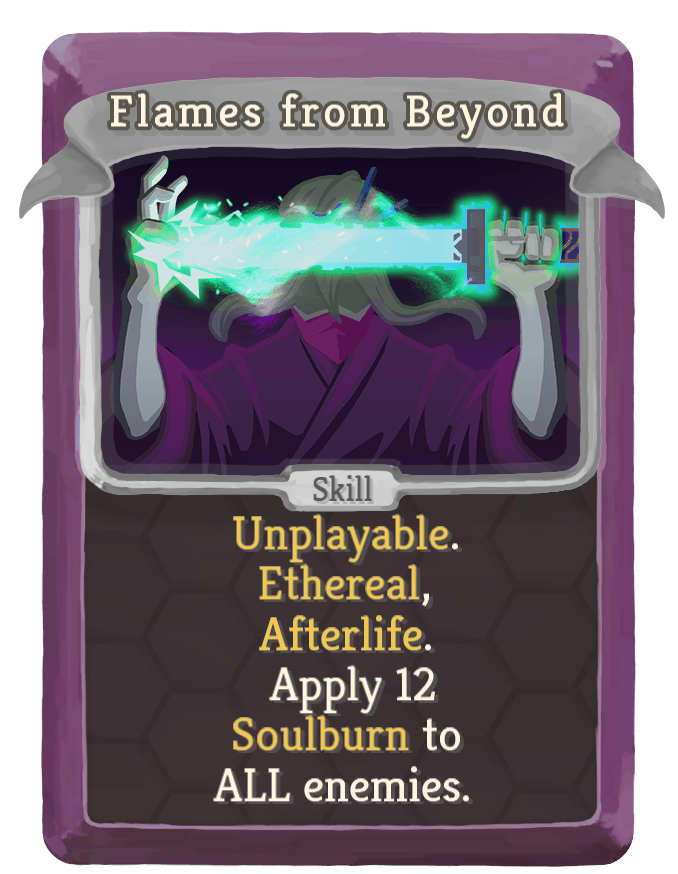 Flames from Beyond
Skill
Unplayable.
Ethereal,
Afterlife.
Apply 12
Soulburn to
ALL enemies.